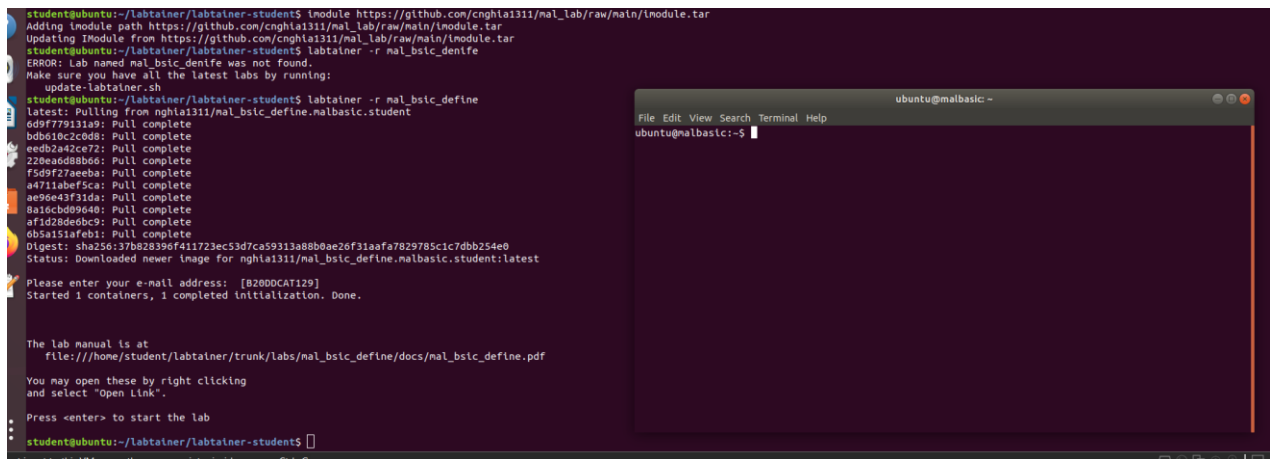 student@ubuntu:~/labtainer/labtainer-student$ imodule https://github.com/cnghia1311/mal_lab/raw/main/imodule.tar
Adding imodule path https://github.com/cnghia1311/mal_lab/raw/main/imodule.tar
Updating IModule from https://github.com/cnghia1311/mal_lab/raw/main/imodule.tar
student@ubuntu:~/labtainer/labtainer-student$ labtainer -r mal_bsic_denife
ERROR: Lab named mal_bsic_denife was not found.
Make sure you have all the latest labs by running:
update-labtainer.sh
student@ubuntu:~/labtainer/labtainer-student$ labtainer -r mal_bsic_define
latest: Pulling from nghia1311/mal_bsic_define.malbasic.student
6d9f779131a9: Pull complete
bdb610c2c0d8: Pull complete
eedb2a42ce72: Pull complete
220ea6d88b66: Pull complete
f5d9f27aeeba: Pull complete
a4711abef5ca: Pull complete
ae96e43f31da: Pull complete
8a16cbd09640: Pull complete
af1d28de6bc9: Pull complete
6b5a151afeb1: Pull complete
Digest: sha256:37b828396f411723ec53d7ca59313a88b0ae26f31aafa7829785c1c7dbb254e0
Status: Downloaded newer image for nghia1311/mal_bsic_define.malbasic.student:latest
Please enter your e-mail address: [B20DDCAT129]
Started 1 containers, 1 completed initialization. Done.
The lab manual is at
file:///home/student/labtainer/trunk/labs/mal_bsic_define/docs/mal_bsic_define.pdf
You may open these by right clicking
and select "Open Link".
Press <enter> to start the lab
student@ubuntu:~/labtainer/labtainer-student$
ubuntu@malbasic: ~
File Edit View Search Terminal Help
ubuntu@malbasic:~$